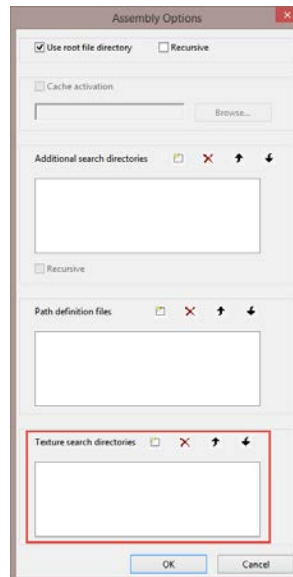 Assembly Options
Use root file directory Recursive
Cache activation
Browse...
Additional search directories
Recursive
Path definition files
Texture search directories
OK Cancel